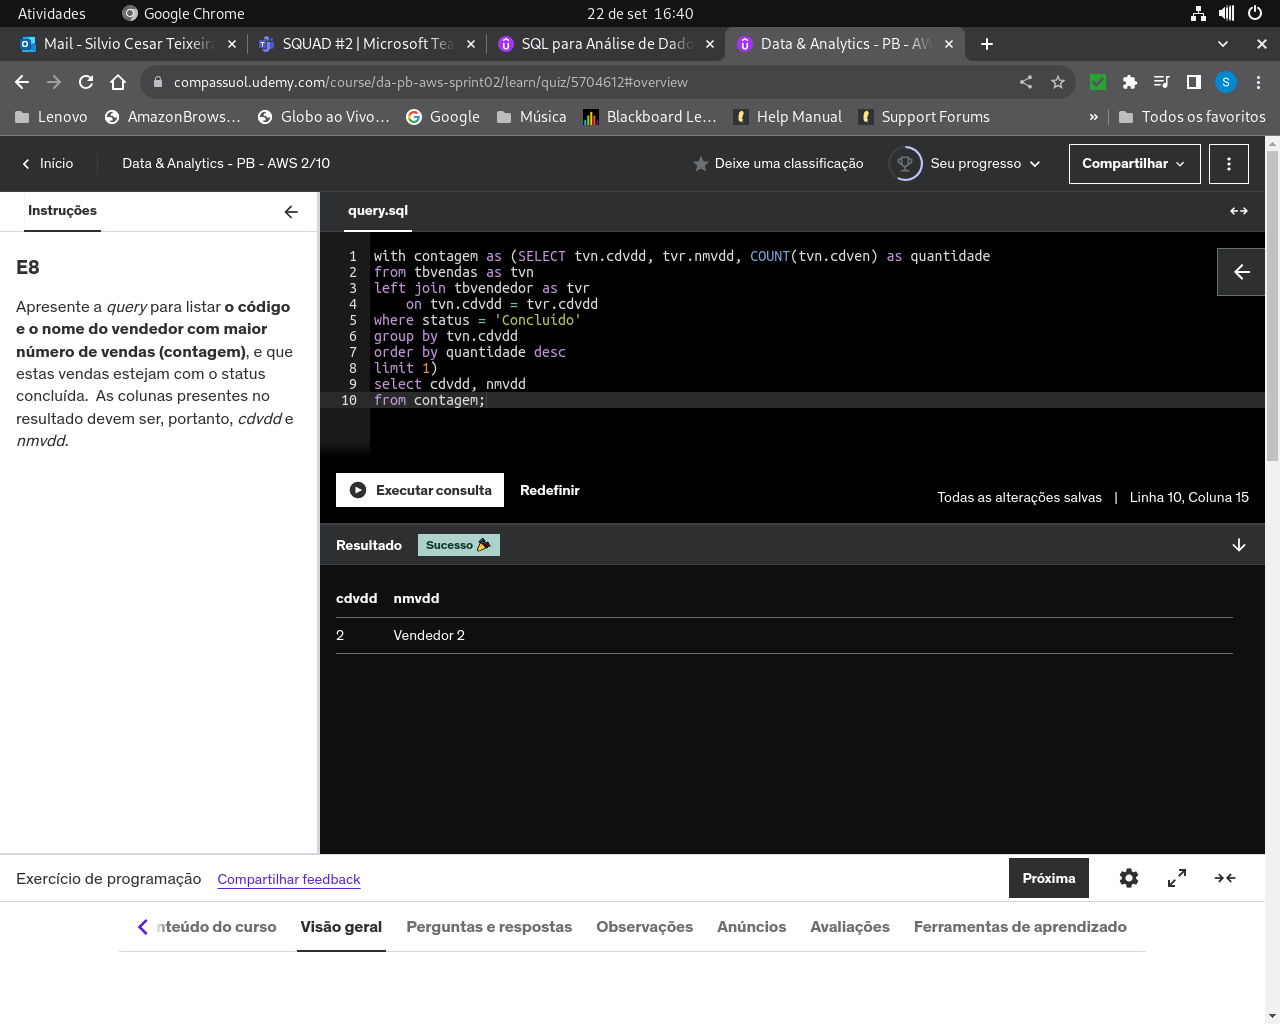 Atividades
Google Chrome
22 de set 16:40
Mail - Silvio Cesar Teixeira
SQUAD #2 | Microsoft Tea
SQL para Análise de Dado
Data & Analytics - PB - AW
compassuol.udemy.com/course/da-pb-aws-sprint02/learn/quiz/5704612#overview
S
Lenovo
AmazonBrows…
Globo ao Vivo…
Google
Música
Blackboard Le…
Help Manual
Support Forums
»
Todos os favoritos
Início
Data & Analytics - PB - AWS 2/10
Deixe uma classificação
Seu progresso
Compartilhar
Instruções
query.sql
E8
Apresente a query para listar o código
e o nome do vendedor com maior
número de vendas (contagem), e que
estas vendas estejam com o status
concluída. As colunas presentes no
resultado devem ser, portanto, cdvdd e
nmvdd.
1 with contagem as (SELECT tvn.cdvdd, tvr.nmvdd, COUNT(tvn.cdven) as quantidade
2 from tbvendas as tvn
3 left join tbvendedor as tvr
4     on tvn.cdvdd = tvr.cdvdd
5 where status = 'Concluído'
6 group by tvn.cdvdd
7 order by quantidade desc
8 limit 1)
9 select cdvdd, nmvdd
10 from contagem;
Executar consulta
Redefinir
Todas as alterações salvas | Linha 10, Coluna 15
Resultado
Sucesso
cdvdd nmvdd
2 Vendedor 2
Exercício de programação
Compartilhar feedback
Próxima
nteúdo do curso
Visão geral
Perguntas e respostas
Observações
Anúncios
Avaliações
Ferramentas de aprendizado